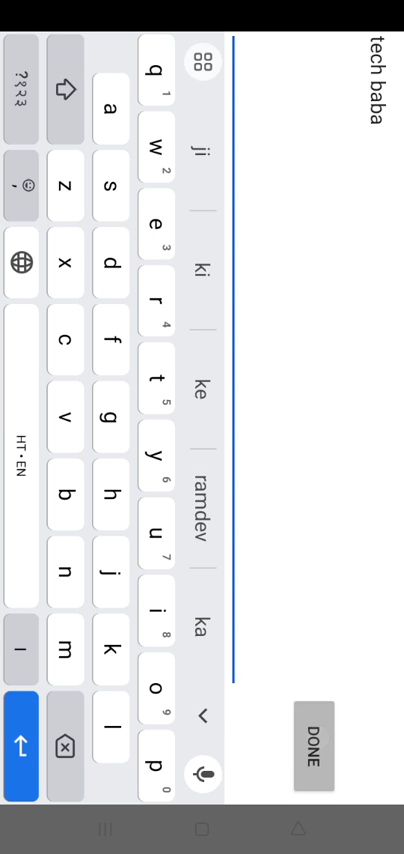 tech baba
DONE
ji ki ke ramdev ka
q 1 w 2 e 3 r 4 t 5 y 6 u 7 i 8 o 9 p 0
a s d f g h j k l
z x c v b n m
?१२३ , HT • EN ।